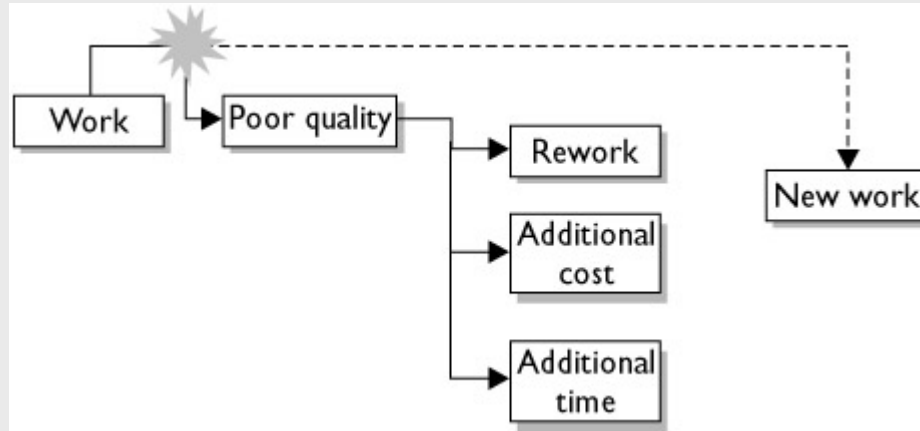 Work
Poor quality
Rework
Additional
cost
Additional
time
New work